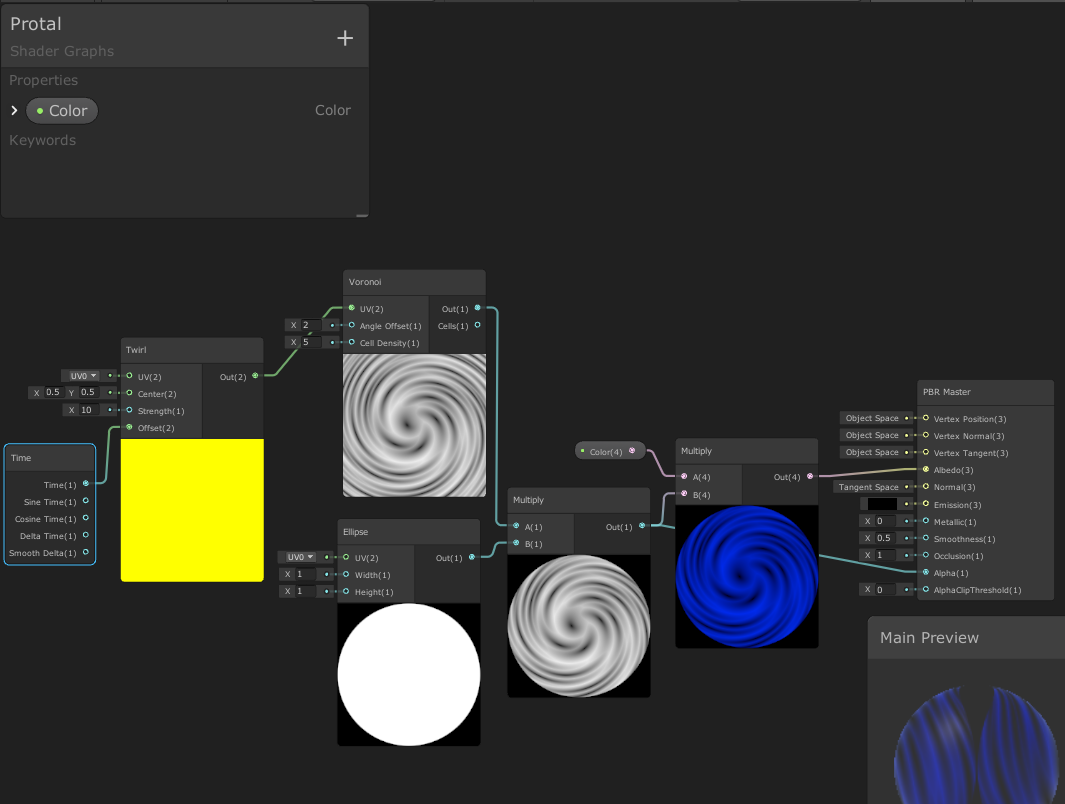 Protal
Shader Graphs
Properties
Color
Color
Keywords
Voronoi
UV(2)
Out(1)
X 2
Angle Offset(1)
Cells(1)
X 5
Cell Density(1)
Twirl
UV0
UV(2)
Out(2)
X 0.5 Y 0.5
Center(2)
X 10
Strength(1)
Offset(2)
Time
Time(1)
Sine Time(1)
Cosine Time(1)
Delta Time(1)
Smooth Delta(1)
Ellipse
UV0
UV(2)
Out(1)
X 1
Width(1)
X 1
Height(1)
Multiply
A(1)
Out(1)
B(1)
Color(4)
Multiply
A(4)
Out(4)
B(4)
PBR Master
Object Space
Vertex Position(3)
Object Space
Vertex Normal(3)
Object Space
Vertex Tangent(3)
Albedo(3)
Tangent Space
Normal(3)
Emission(3)
X 0
Metallic(1)
X 0.5
Smoothness(1)
X 1
Occlusion(1)
Alpha(1)
X 0
AlphaClipThreshold(1)
Main Preview